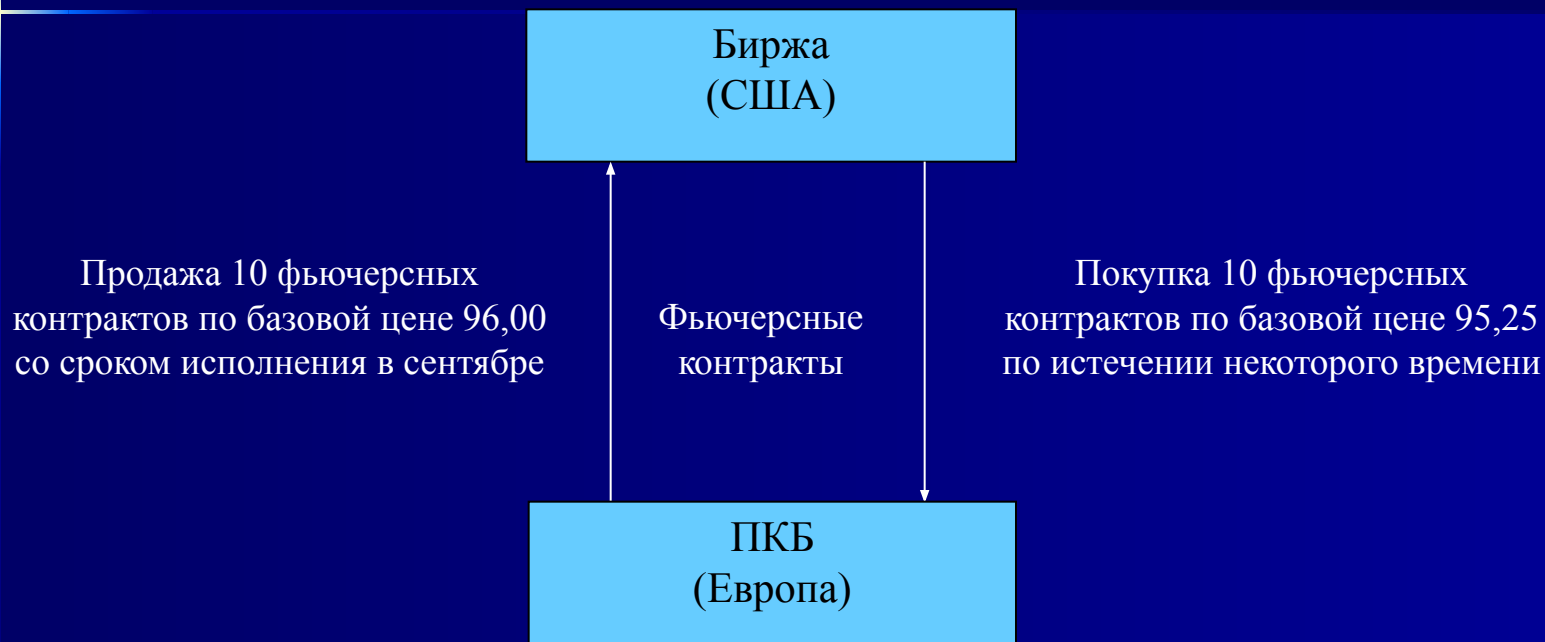 Биржа
(США)
Продажа 10 фьючерсных
контрактов по базовой цене 96,00
со сроком исполнения в сентябре
Фьючерсные
контракты
Покупка 10 фьючерсных
контрактов по базовой цене 95,25
по истечении некоторого времени
ПКБ
(Европа)